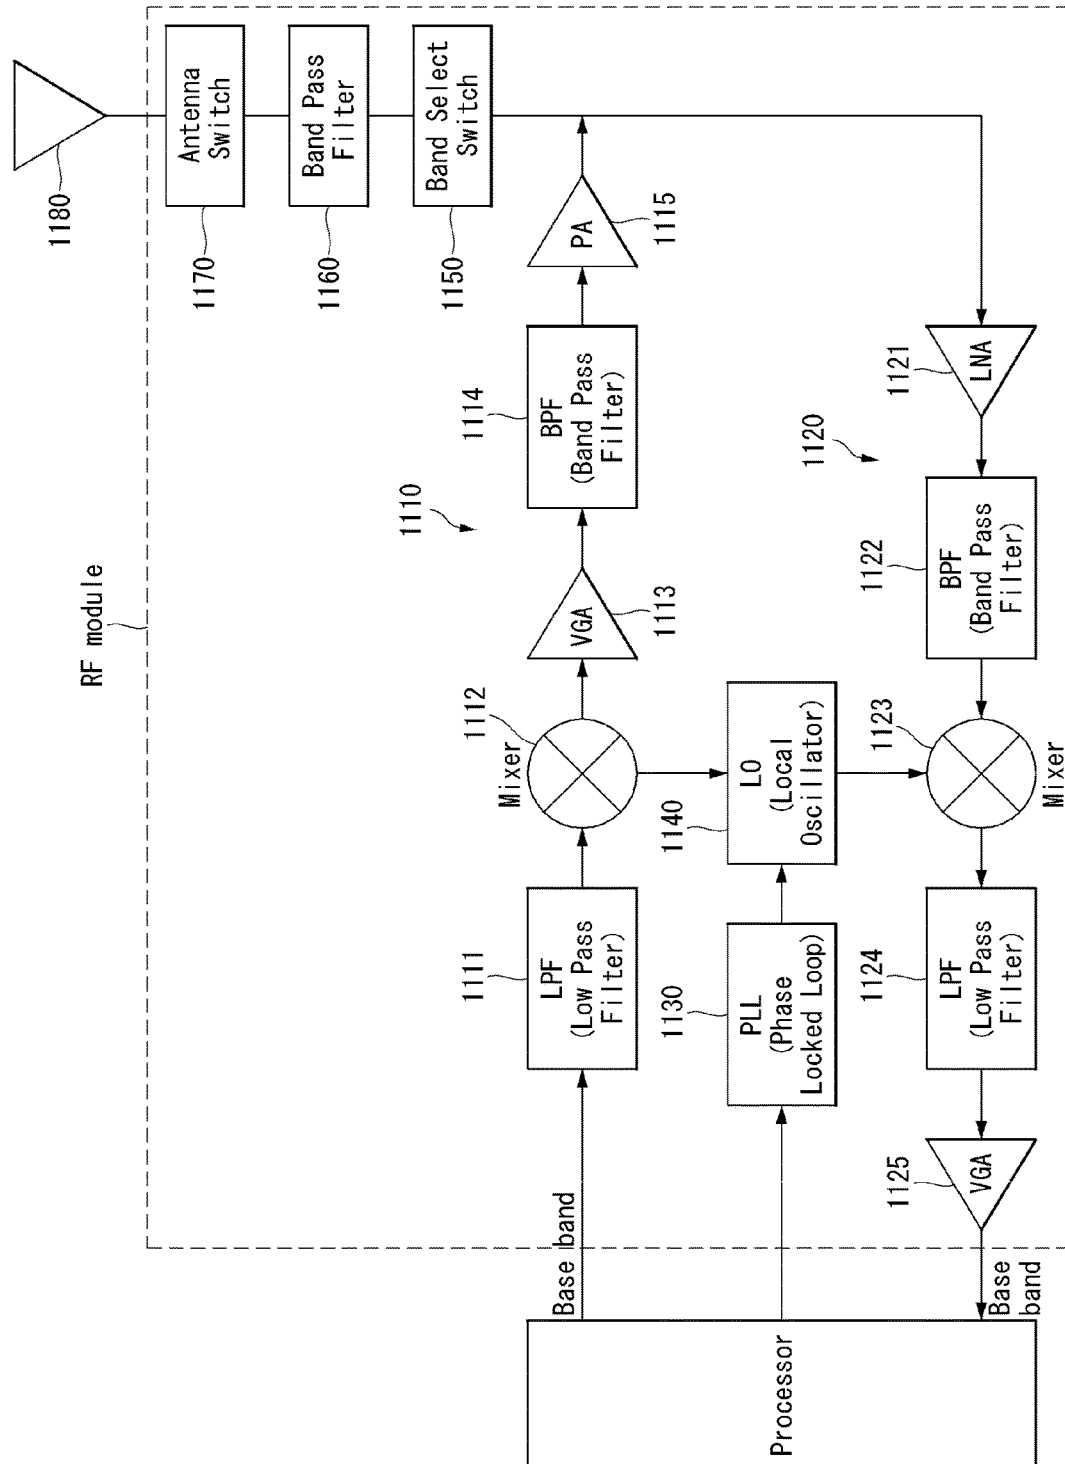 RF module
1180
Antenna
Switch
1170
Band Pass
Filter
1160
Band Select
Switch
1150
1110
Base band
LPF
(Low Pass
Filter)
1111
Mixer
1112
VGA
1113
BPF
(Band Pass
Filter)
1114
PA
1115
Processor
PLL
(Phase
Locked Loop)
1130
LO
(Local
Oscillator)
1140
1120
LNA
1121
BPF
(Band Pass
Filter)
1122
Mixer
1123
LPF
(Low Pass
Filter)
1124
VGA
1125
Base
band